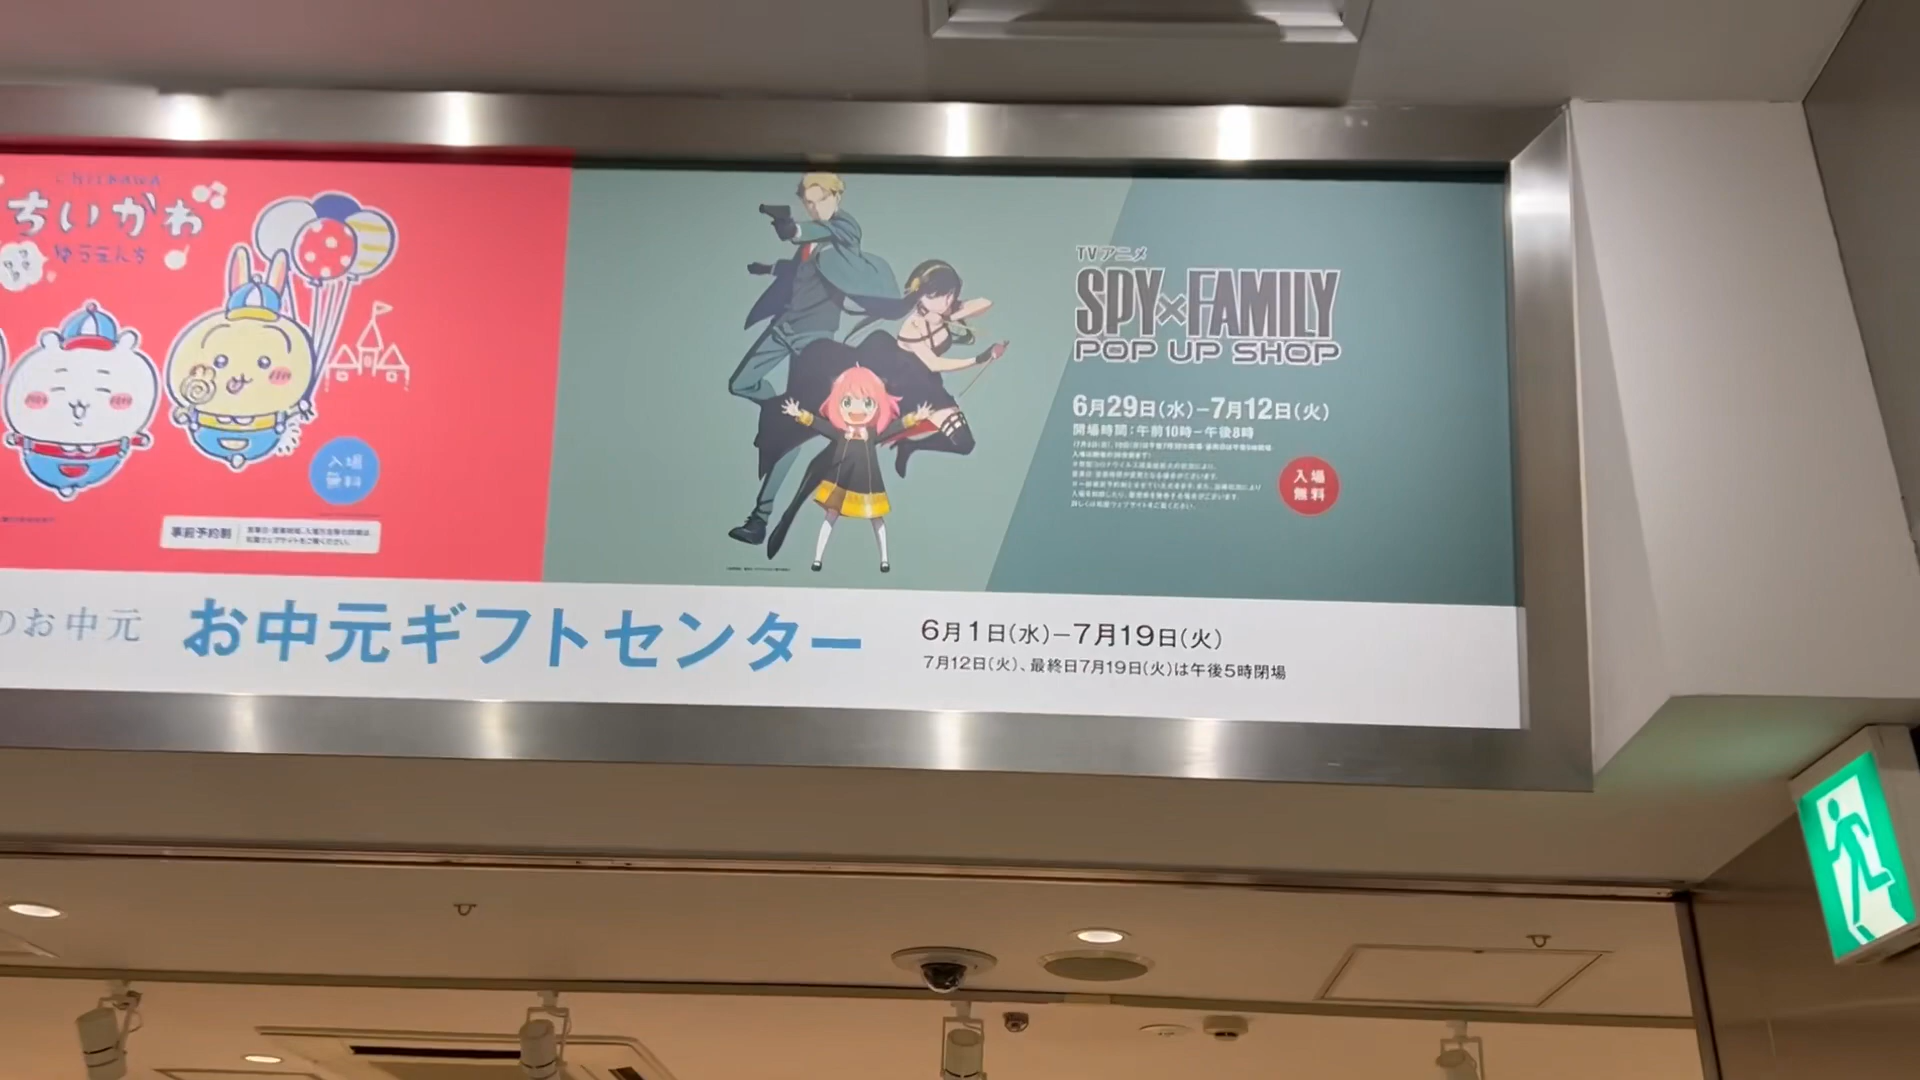 CHIIKAWA
ちいかわ
ゆうえんち
入場
無料
事前予約制
TVアニメ
SPY×FAMILY
POP UP SHOP
6月29日(水)−7月12日(火)
開場時間:午前10時−午後8時
入場
無料
のお中元
お中元ギフトセンター
6月1日(水)−7月19日(火)
7月12日(火)、最終日7月19日(火)は午後5時閉場